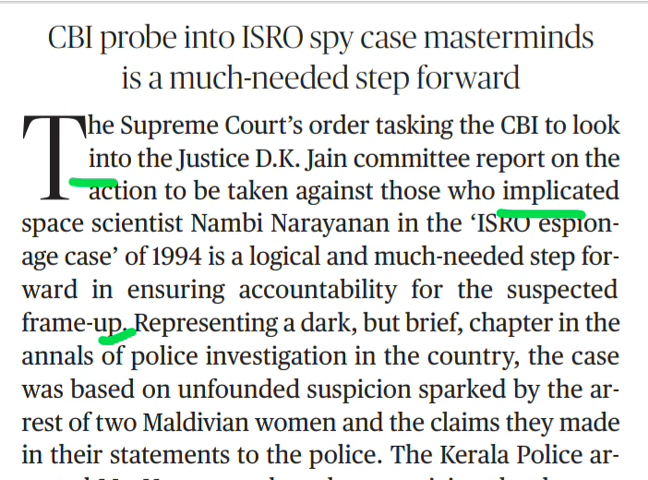 CBI probe into ISRO spy case masterminds
is a much-needed step forward
The Supreme Court’s order tasking the CBI to look
into the Justice D.K. Jain committee report on the
action to be taken against those who implicated
space scientist Nambi Narayanan in the ‘ISRO espion-
age case’ of 1994 is a logical and much-needed step for-
ward in ensuring accountability for the suspected
frame-up. Representing a dark, but brief, chapter in the
annals of police investigation in the country, the case
was based on unfounded suspicion sparked by the ar-
rest of two Maldivian women and the claims they made
in their statements to the police. The Kerala Police ar-